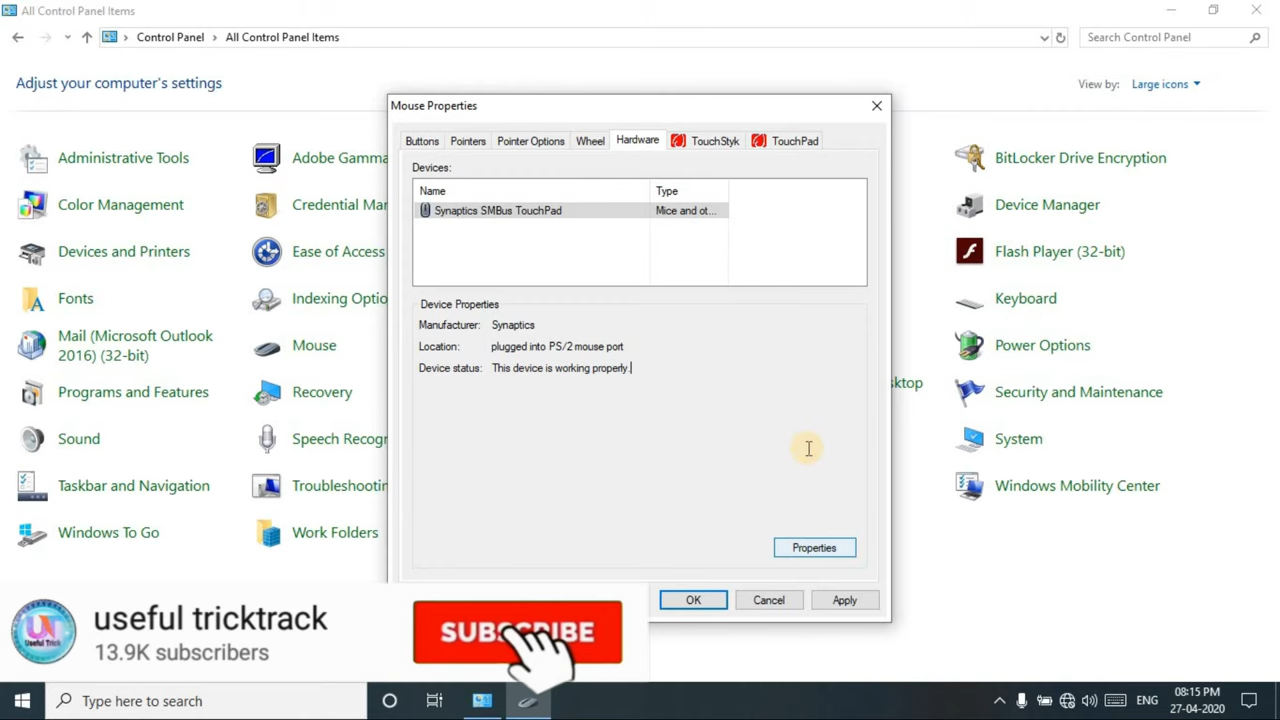 All Control Panel Items
Control Panel > All Control Panel Items
Search Control Panel
Adjust your computer's settings
View by: Large icons
Administrative Tools
Adobe Gamma
BitLocker Drive Encryption
Color Management
Credential Man
Device Manager
Devices and Printers
Ease of Access
Flash Player (32-bit)
Fonts
Indexing Optio
Keyboard
Mail (Microsoft Outlook
2016) (32-bit)
Mouse
Power Options
Programs and Features
Recovery
sktop
Security and Maintenance
Sound
Speech Recogn
System
Taskbar and Navigation
Troubleshootin
Windows Mobility Center
Windows To Go
Work Folders
Mouse Properties
Buttons Pointers Pointer Options Wheel Hardware TouchStyk TouchPad
Devices:
Name Type
Synaptics SMBus TouchPad Mice and ot...
Device Properties
Manufacturer: Synaptics
Location: plugged into PS/2 mouse port
Device status: This device is working properly.
Properties
OK Cancel Apply
useful tricktrack
13.9K subscribers
SUBSCRIBE
Type here to search
ENG
08:15 PM
27-04-2020